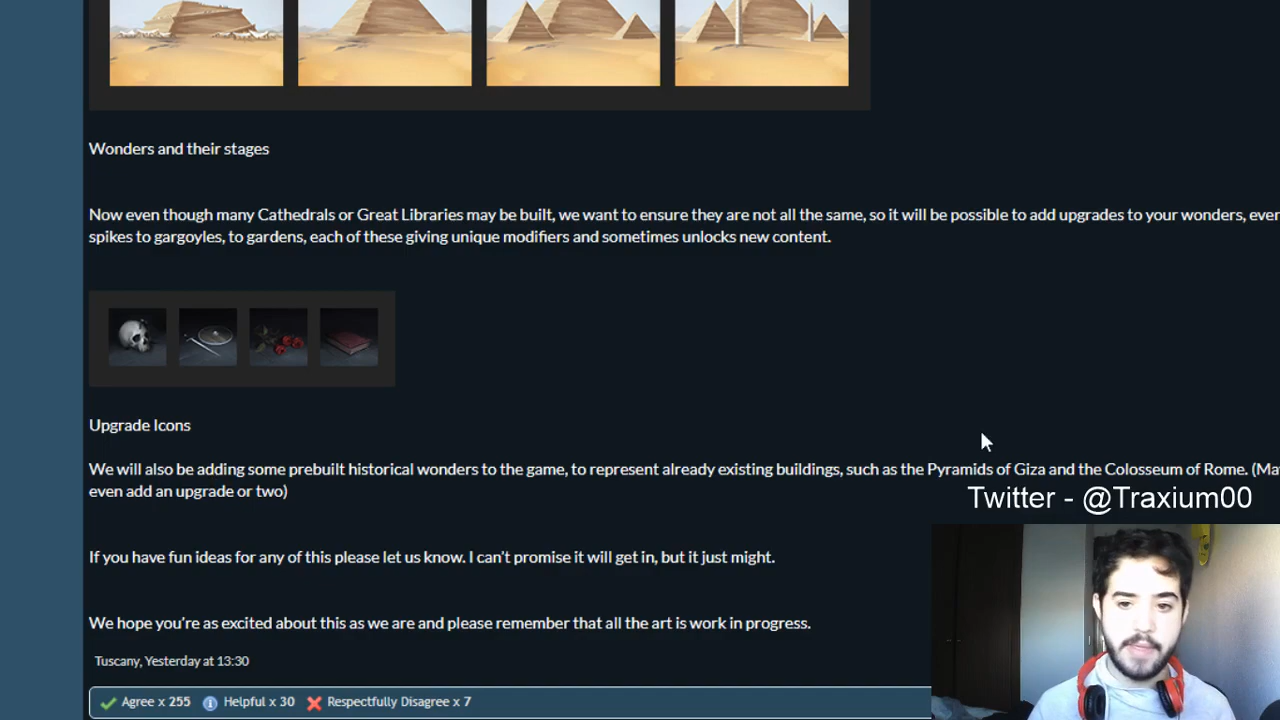 Wonders and their stages
Now even though many Cathedrals or Great Libraries may be built, we want to ensure they are not all the same, so it will be possible to add upgrades to your wonders, ever
spikes to gargoyles, to gardens, each of these giving unique modifiers and sometimes unlocks new content.
Upgrade Icons
We will also be adding some prebuilt historical wonders to the game, to represent already existing buildings, such as the Pyramids of Giza and the Colosseum of Rome. (Ma
even add an upgrade or two)
Twitter - @Traxium00
If you have fun ideas for any of this please let us know. I can't promise it will get in, but it just might.
We hope you're as excited about this as we are and please remember that all the art is work in progress.
Tuscany, Yesterday at 13:30
Agree x 255 Helpful x 30 Respectfully Disagree x 7